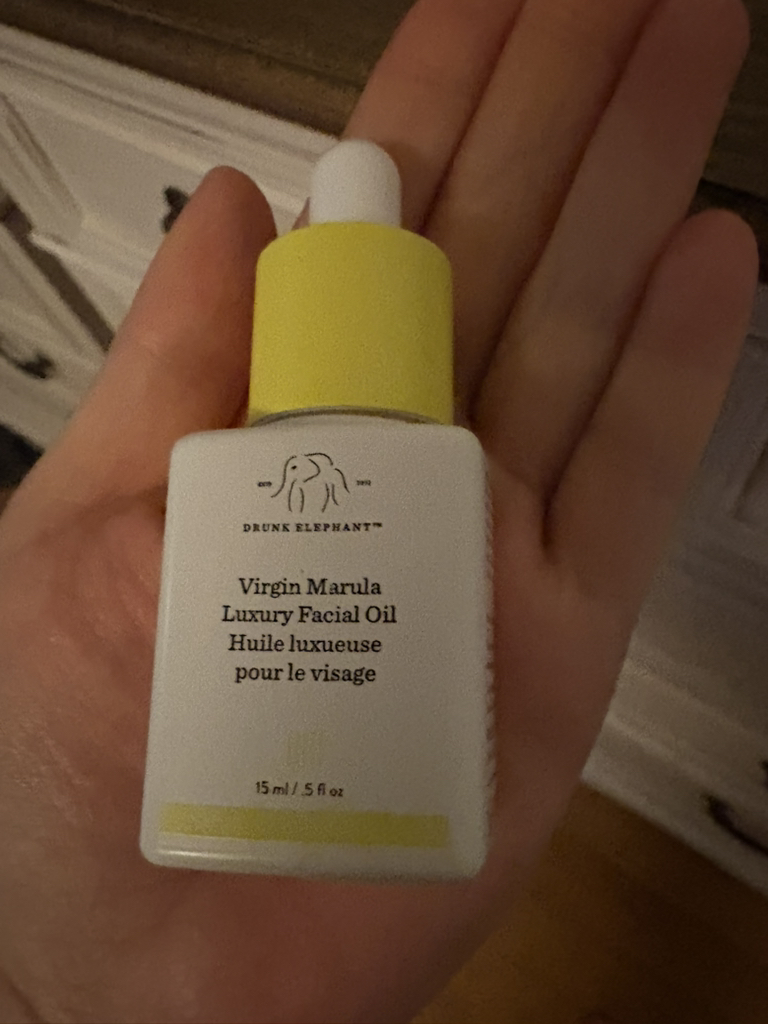 DRUNK ELEPHANT™
Virgin Marula
Luxury Facial Oil
Huile luxueuse
pour le visage
15 ml / .5 fl oz